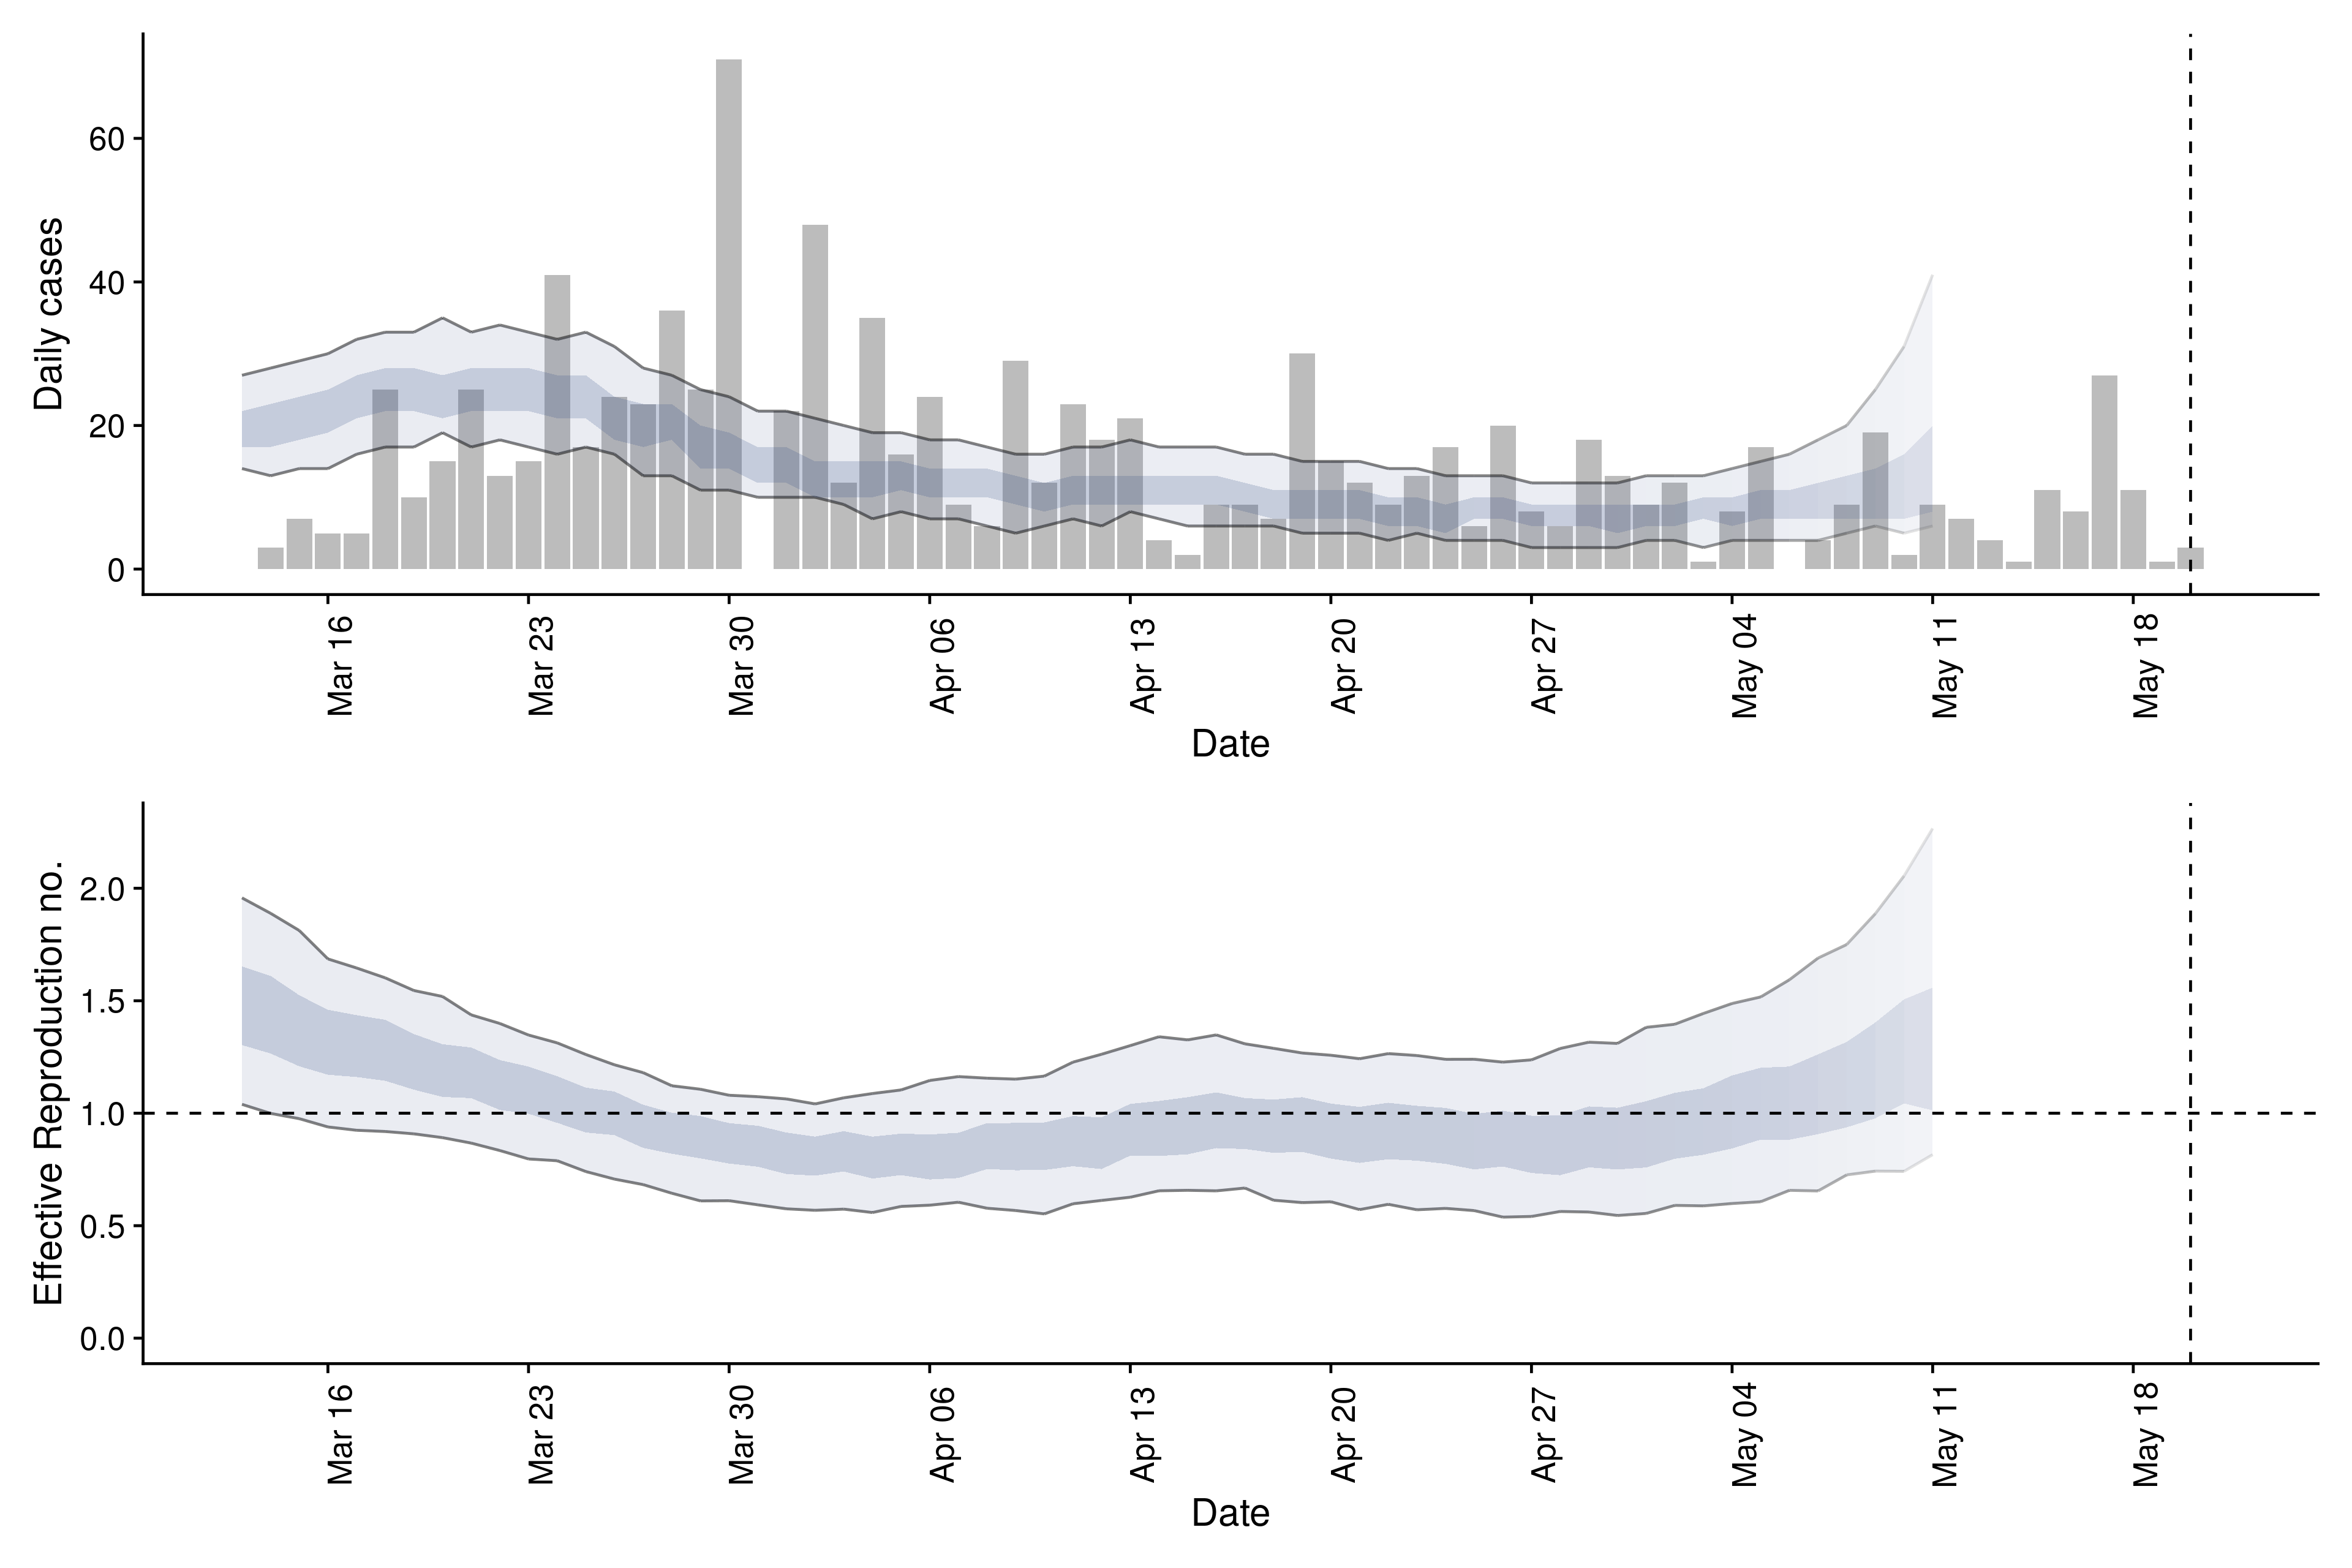 Daily cases
60
40
20
0
Mar 16
Mar 23
Mar 30
Apr 06
Apr 13
Apr 20
Apr 27
May 04
May 11
May 18
Date
Effective Reproduction no.
2.0
1.5
1.0
0.5
0.0
Mar 16
Mar 23
Mar 30
Apr 06
Apr 13
Apr 20
Apr 27
May 04
May 11
May 18
Date